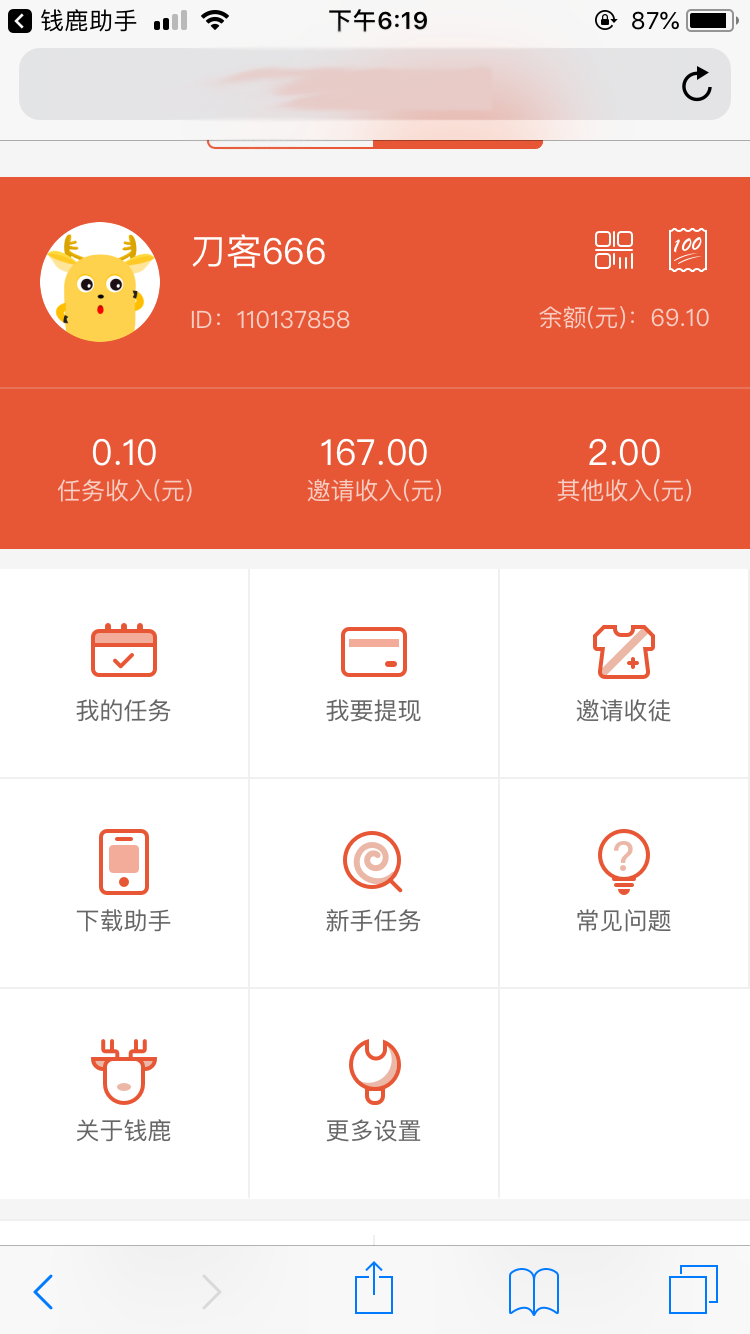 钱鹿助手 下午6:19 87%
刀客666
100
ID: 110137858 余额(元): 69.10
0.10 167.00 2.00
任务收入(元) 邀请收入(元) 其他收入(元)
我的任务 我要提现 邀请收徒
下载助手 新手任务 常见问题
关于钱鹿 更多设置